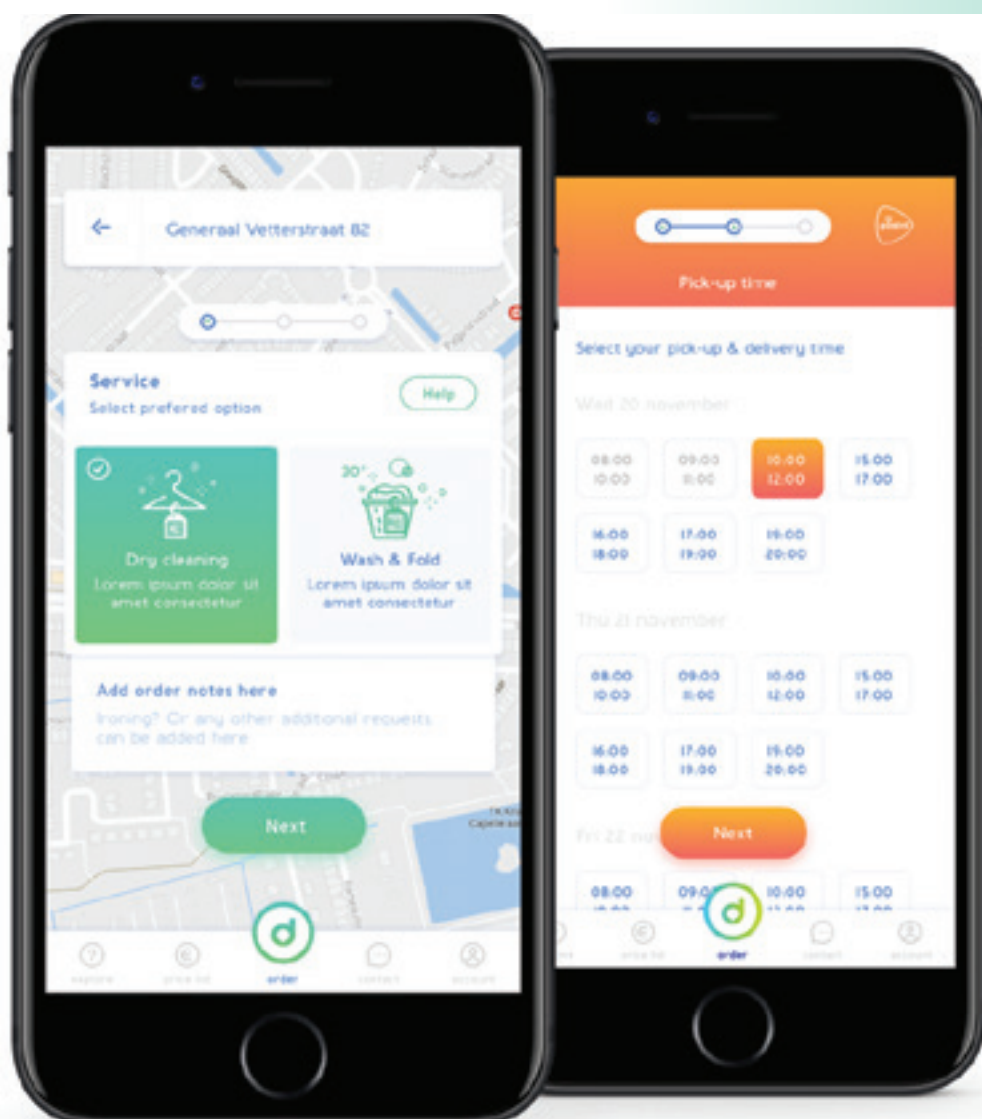 Generaal Vetterstraat 82
Service
Select prefered option
Help
30°
Dry cleaning
Lorem ipsum dolor sit
amet consectetur
Wash & Fold
Lorem ipsum dolor sit
amet consectetur
Add order notes here
Ironing? Or any other additional requests
can be added here
Next
d
explore
price list
order
contact
account
Pick-up time
Select your pick-up & delivery time
Wed 20 november
08:00 09:00 10:00 15:00
10:00 11:00 12:00 17:00
16:00 17:00 19:00
18:00 19:00 20:00
Thu 21 november
08:00 09:00 10:00 15:00
10:00 11:00 12:00 17:00
16:00 17:00 19:00
18:00 19:00 20:00
Fri 22
Next
08:00 10:00 15:00
d
price list
order
contact
account